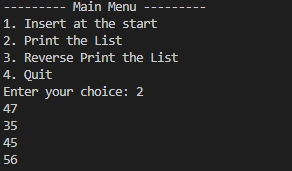 --------- Main Menu ---------
1. Insert at the start
2. Print the List
3. Reverse Print the List
4. Quit
Enter your choice: 2
47
35
45
56